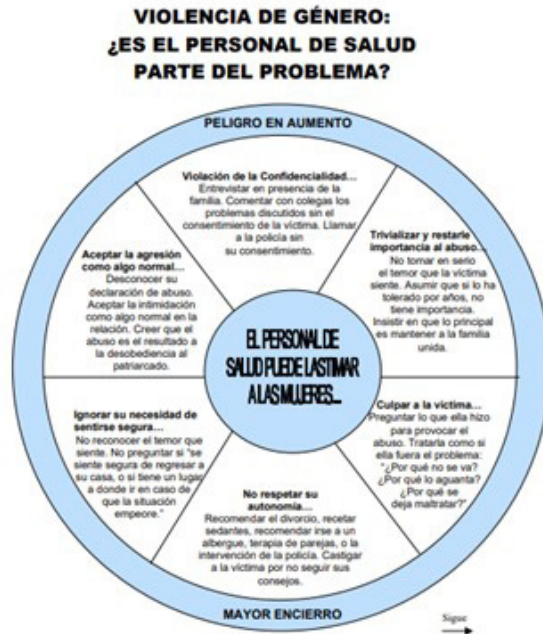 VIOLENCIA DE GÉNERO:
¿ES EL PERSONAL DE SALUD
PARTE DEL PROBLEMA?
PELIGRO EN AUMENTO
Violación de la Confidencialidad...
Entrevistar en presencia de la
familia. Comentar con colegas los
problemas discutidos sin el
consentimiento de la víctima. Llamar
a la policía sin
su consentimiento.
Trivializar y restarle
importancia al abuso...
No tomar en serio
el temor que la víctima
siente. Asumir que si lo ha
tolerado por años, no
tiene importancia.
Insistir en que lo principal
es mantener a la familia
unida.
Culpar a la víctima...
Preguntar lo que ella hizo
para provocar el
abuso. Tratarla como si
ella fuera el problema:
"¿Por qué no se va?
¿Por qué lo aguanta?
¿Por qué se
deja maltratar?"
No respetar su
autonomía...
Recomendar el divorcio, recetar
sedantes, recomendar irse a un
albergue, terapia de parejas, o la
intervención de la policía. Castigar
a la víctima por no seguir sus
consejos.
Ignorar su necesidad de
sentirse segura...
No reconocer el temor que
siente. No preguntar si "se
siente segura de regresar a
su casa, o si tiene un lugar
a donde ir en caso de
que la situación
empeore."
Aceptar la agresión
como algo normal...
Desconocer su
declaración de abuso.
Aceptar la intimidación
como algo normal en la
relación. Creer que el
abuso es el resultado a
la desobediencia al
patriarcado.
EL PERSONAL DE
SALUD PUEDE LASTIMAR
A LAS MUJERES...
MAYOR ENCIERRO
Sigue